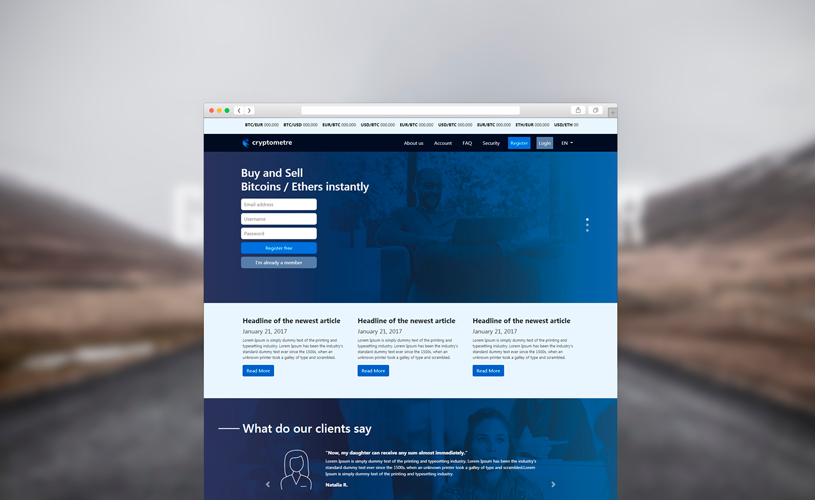 BTC/EUR 000.000 BTC/USD 000.000 EUR/BTC 000.000 USD/BTC 000.000 EUR/BTC 000.000 USD/BTC 000.000 EUR/BTC 000.000 ETH/EUR 000.000 USD/ETH 00
cryptometre
About us Account FAQ Security Register Login EN
Buy and Sell
Bitcoins / Ethers instantly
Email address
Username
Password
Register free
I'm already a member
Headline of the newest article
January 21, 2017
Lorem Ipsum is simply dummy text of the printing and
typesetting industry. Lorem Ipsum has been the industry's
standard dummy text ever since the 1500s, when an
unknown printer took a galley of type and scrambled.
Read More
Headline of the newest article
January 21, 2017
Lorem Ipsum is simply dummy text of the printing and
typesetting industry. Lorem Ipsum has been the industry's
standard dummy text ever since the 1500s, when an
unknown printer took a galley of type and scrambled.
Read More
Headline of the newest article
January 21, 2017
Lorem Ipsum is simply dummy text of the printing and
typesetting industry. Lorem Ipsum has been the industry's
standard dummy text ever since the 1500s, when an
unknown printer took a galley of type and scrambled.
Read More
What do our clients say
"Now, my daughter can receive any sum almost immediately."
Lorem Ipsum is simply dummy text of the printing and typesetting industry. Lorem Ipsum has been the industry's
standard dummy text ever since the 1500s, when an unknown printer took a galley of type and scrambled.Lorem
Ipsum is simply dummy text of the printing and typesetting industry.
Natalia R.